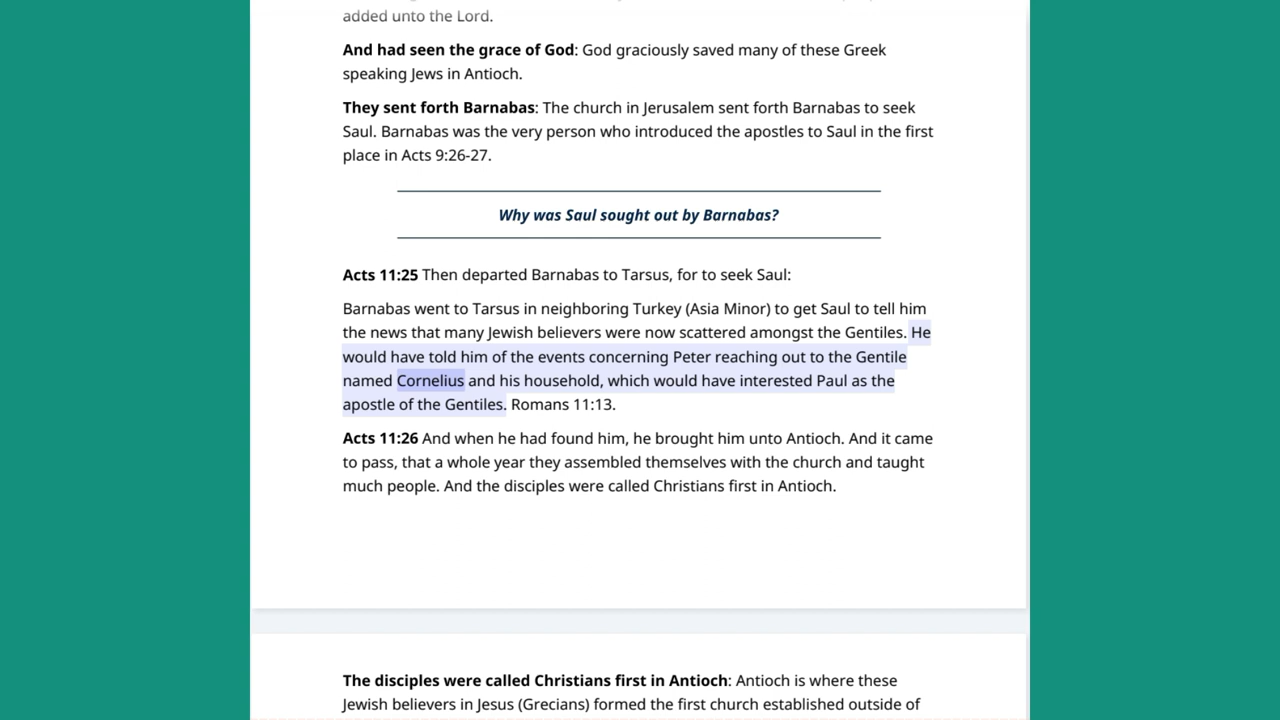 added unto the Lord.
And had seen the grace of God: God graciously saved many of these Greek
speaking Jews in Antioch.
They sent forth Barnabas: The church in Jerusalem sent forth Barnabas to seek
Saul. Barnabas was the very person who introduced the apostles to Saul in the first
place in Acts 9:26-27.
Why was Saul sought out by Barnabas?
Acts 11:25 Then departed Barnabas to Tarsus, for to seek Saul:
Barnabas went to Tarsus in neighboring Turkey (Asia Minor) to get Saul to tell him
the news that many Jewish believers were now scattered amongst the Gentiles. He
would have told him of the events concerning Peter reaching out to the Gentile
named Cornelius and his household, which would have interested Paul as the
apostle of the Gentiles. Romans 11:13.
Acts 11:26 And when he had found him, he brought him unto Antioch. And it came
to pass, that a whole year they assembled themselves with the church and taught
much people. And the disciples were called Christians first in Antioch.
The disciples were called Christians first in Antioch: Antioch is where these
Jewish believers in Jesus (Grecians) formed the first church established outside of